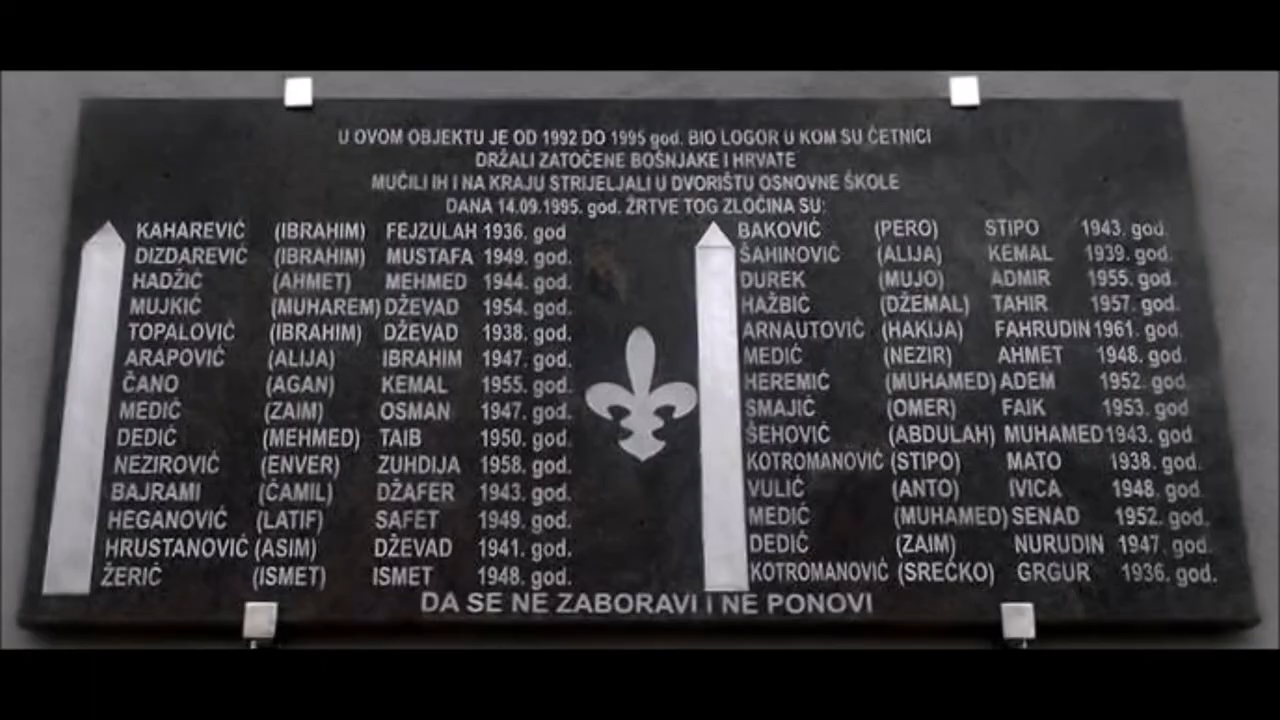 U OVOM OBJEKTU JE OD 1992 DO 1995 god. BIO LOGOR U KOM SU ČETNICI
DRŽALI ZATOČENE BOŠNJAKE I HRVATE
MUČILI IH I NA KRAJU STRIJELJALI U DVORIŠTU OSNOVNE ŠKOLE
DANA 14.09.1995. god. ŽRTVE TOG ZLOČINA SU:
KAHAREVIĆ (IBRAHIM) FEJZULAH 1936. god
DIZDAREVIĆ (IBRAHIM) MUSTAFA 1949. god.
HADŽIĆ (AHMET) MEHMED 1944. god.
MUJKIĆ (MUHAREM) DŽEVAD 1954. god.
TOPALOVIĆ (IBRAHIM) DŽEVAD 1938. god.
ARAPOVIĆ (ALIJA) IBRAHIM 1947. god.
ČANO (AGAN) KEMAL 1955. god.
MEDIĆ (ZAIM) OSMAN 1947. god.
DEDIĆ (MEHMED) TAIB 1950. god.
NEZIROVIĆ (ENVER) ZUHDIJA 1958. god.
BAJRAMI (ĆAMIL) DŽAFER 1943. god.
HEGANOVIĆ (LATIF) SAFET 1949. god.
HRUSTANOVIĆ (ASIM) DŽEVAD 1941. god.
ŽERIĆ (ISMET) ISMET 1948. god.
BAKOVIĆ (PERO) STIPO 1943. god.
ŠAHINOVIĆ (ALIJA) KEMAL 1939. god.
DUREK (MUJO) ADMIR 1955. god.
HAŽBIĆ (DŽEMAL) TAHIR 1957. god.
ARNAUTOVIĆ (HAKIJA) FAHRUDIN 1961. god.
MEDIĆ (NEZIR) AHMET 1948. god.
HEREMIĆ (MUHAMED) ADEM 1952. god.
SMAJIĆ (OMER) FAIK 1953. god
ŠEHOVIĆ (ABDULAH) MUHAMED 1943. god.
KOTROMANOVIĆ (STIPO) MATO 1938. god.
VULIĆ (ANTO) IVICA 1948. god.
MEDIĆ (MUHAMED) SENAD 1952. god.
DEDIĆ (ZAIM) NURUDIN 1947. god.
KOTROMANOVIĆ (SREĆKO) GRGUR 1936. god.
DA SE NE ZABORAVI I NE PONOVI